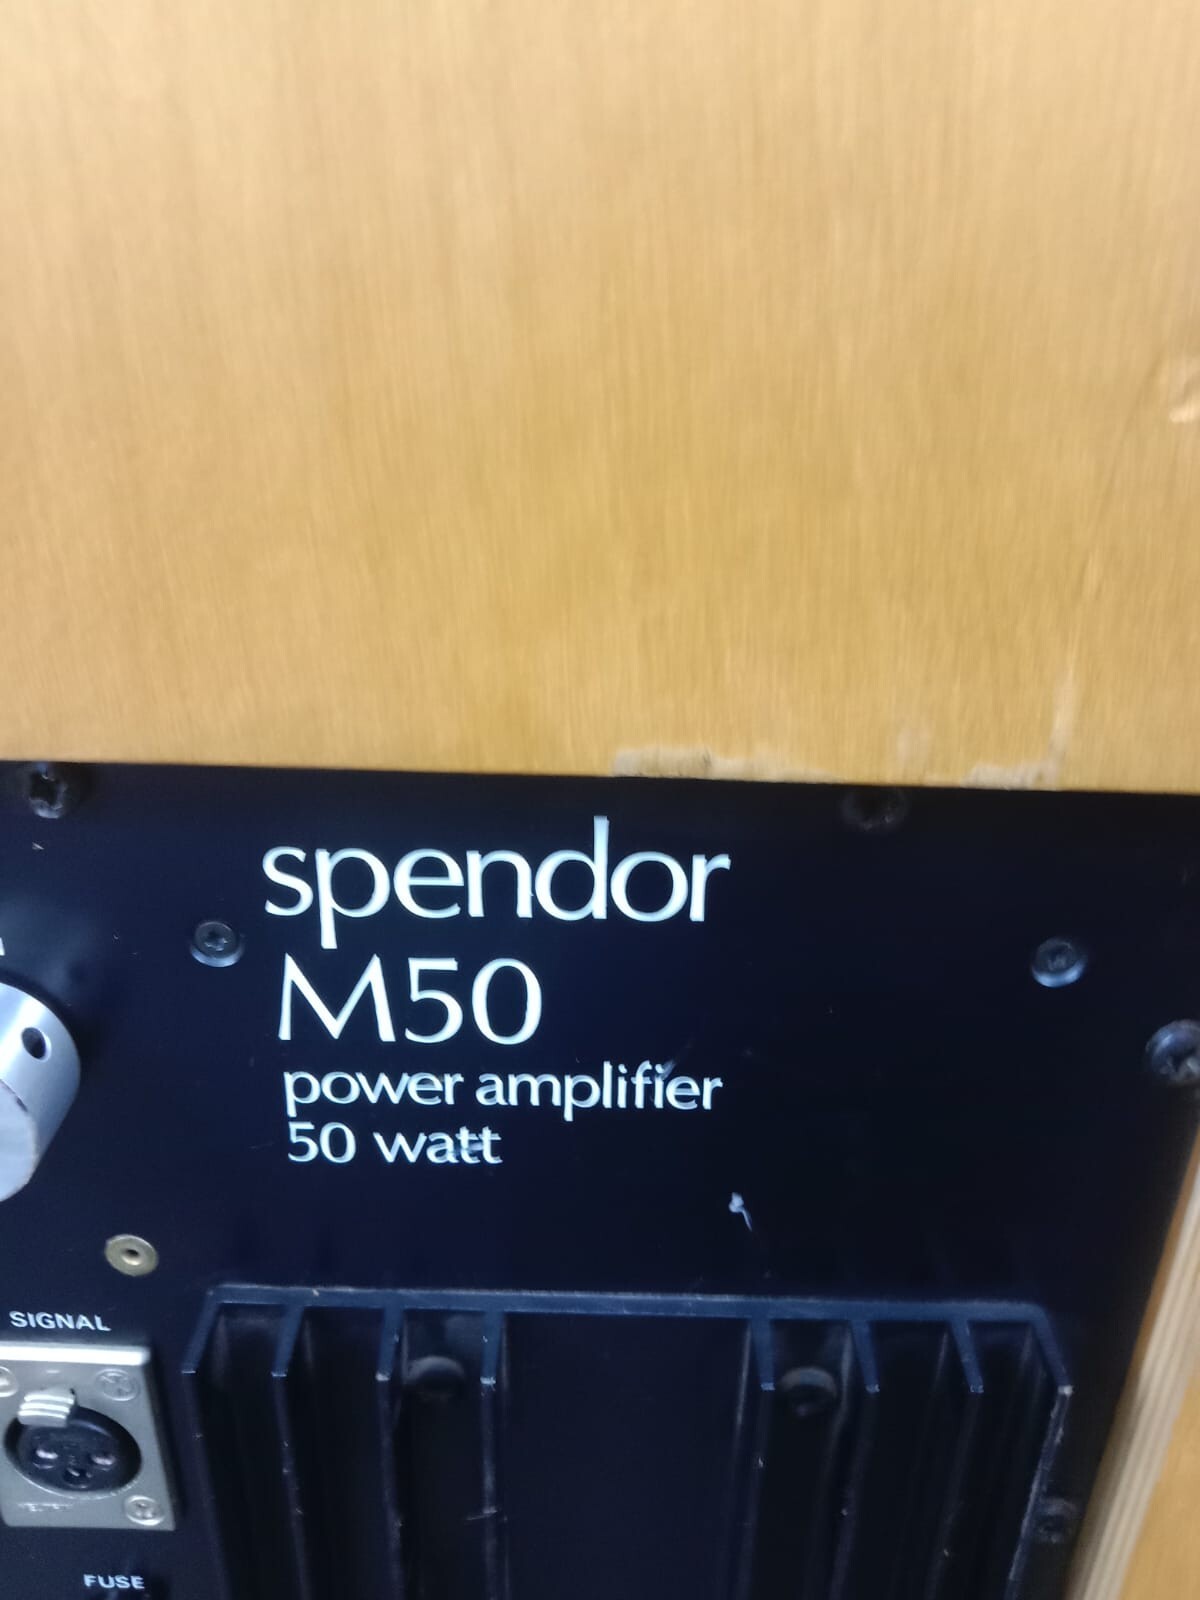 spendor
M50
power amplifier
50 watt
SIGNAL
FUSE